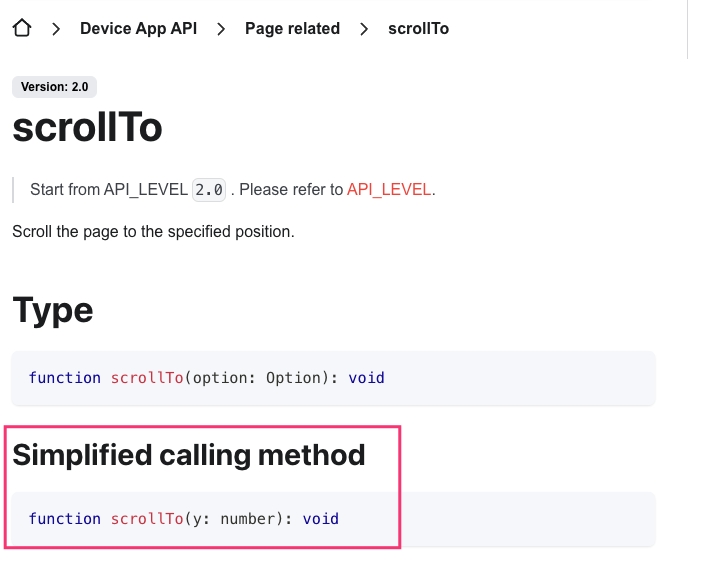 Device App API > Page related > scrollTo
Version: 2.0
scrollTo
Start from API_LEVEL 2.0 . Please refer to API_LEVEL.
Scroll the page to the specified position.
Type
function scrollTo(option: Option): void
Simplified calling method
function scrollTo(y: number): void